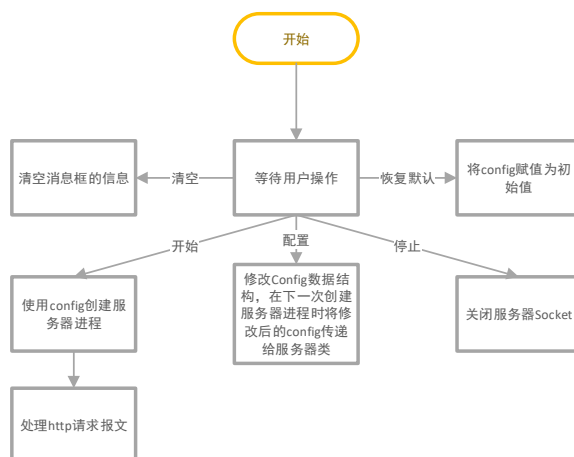 开始
清空消息框的信息
清空
等待用户操作
恢复默认
将config赋值为初
始值
开始
配置
停止
使用config创建服
务器进程
修改Config数据结
构，在下一次创建
服务器进程时将修
改后的config传递
给服务器类
关闭服务器Socket
处理http请求报文